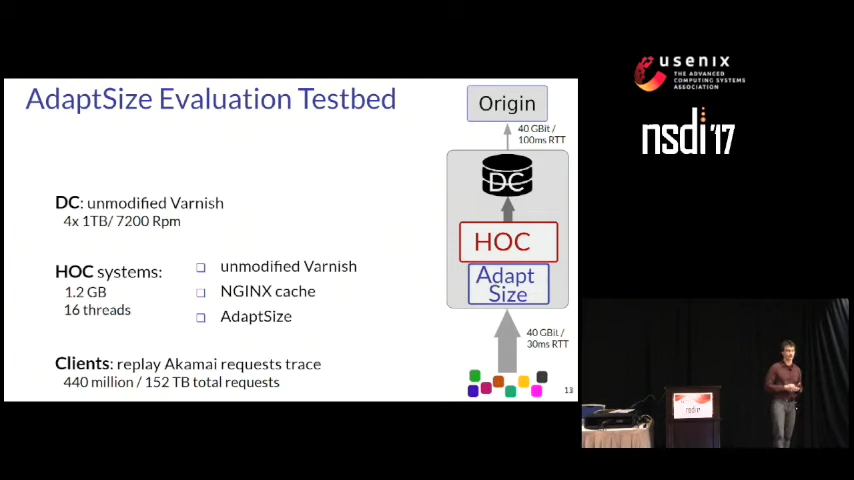 AdaptSize Evaluation Testbed
DC: unmodified Varnish
4x 1TB/ 7200 Rpm
HOC systems:
1.2 GB
16 threads
❏ unmodified Varnish
❏ NGINX cache
❏ AdaptSize
Clients: replay Akamai requests trace
440 million / 152 TB total requests
Origin
40 GBit /
100ms RTT
DC
HOC
Adapt
Size
40 GBit /
30ms RTT
13
usenix
THE ADVANCED
COMPUTING SYSTEMS
ASSOCIATION
nsdi '17
nsdi'